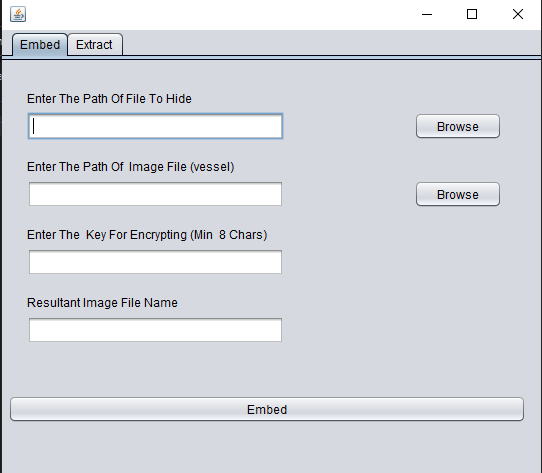 Embed Extract
Enter The Path Of File To Hide
Browse
Enter The Path Of  Image File (vessel)
Browse
Enter The  Key For Encrypting (Min  8 Chars)
Resultant Image File Name
Embed